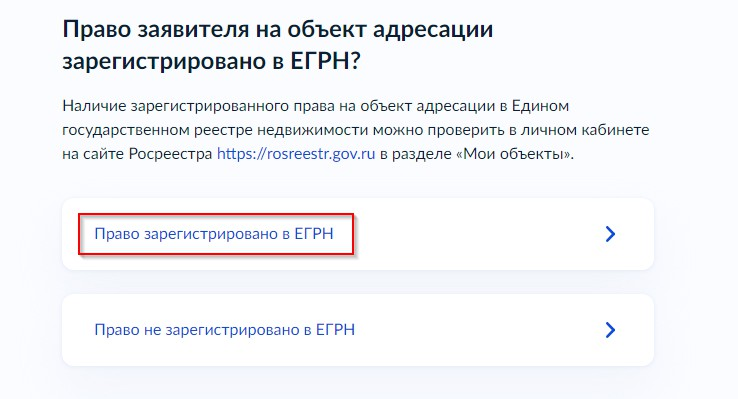 Право заявителя на объект адресации
зарегистрировано в ЕГРН?
Наличие зарегистрированного права на объект адресации в Едином
государственном реестре недвижимости можно проверить в личном кабинете
на сайте Росреестра https://rosreestr.gov.ru в разделе «Мои объекты».
Право зарегистрировано в ЕГРН
Право не зарегистрировано в ЕГРН